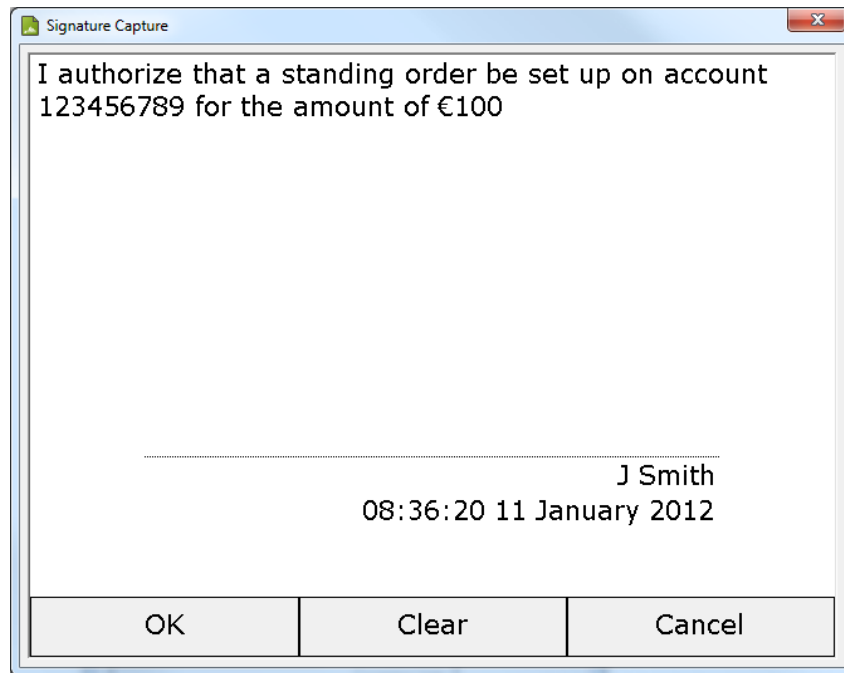 Signature Capture
I authorize that a standing order be set up on account
123456789 for the amount of €100
J Smith
08:36:20 11 January 2012
OK
Clear
Cancel